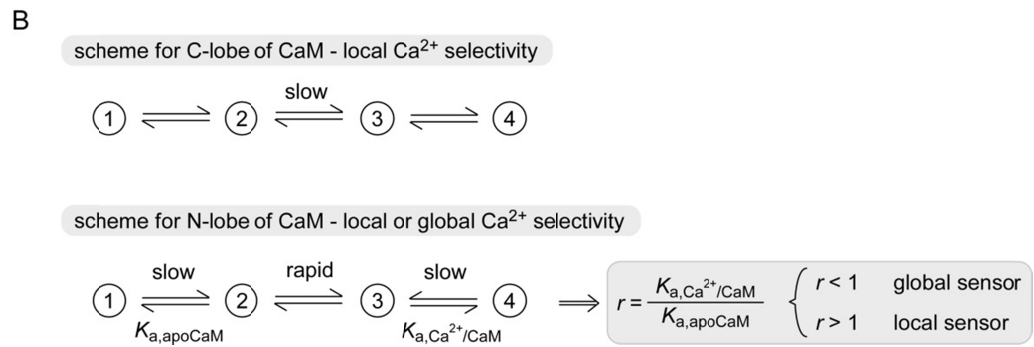 B
scheme for C-lobe of CaM - local Ca²⁺ selectivity
slow
1 2 3 4
scheme for N-lobe of CaM - local or global Ca²⁺ selectivity
slow rapid slow
1 2 3 4
Kₐ,apoCaM Kₐ,Ca²⁺/CaM
r = Kₐ,Ca²⁺/CaM / Kₐ,apoCaM
r < 1 global sensor
r > 1 local sensor